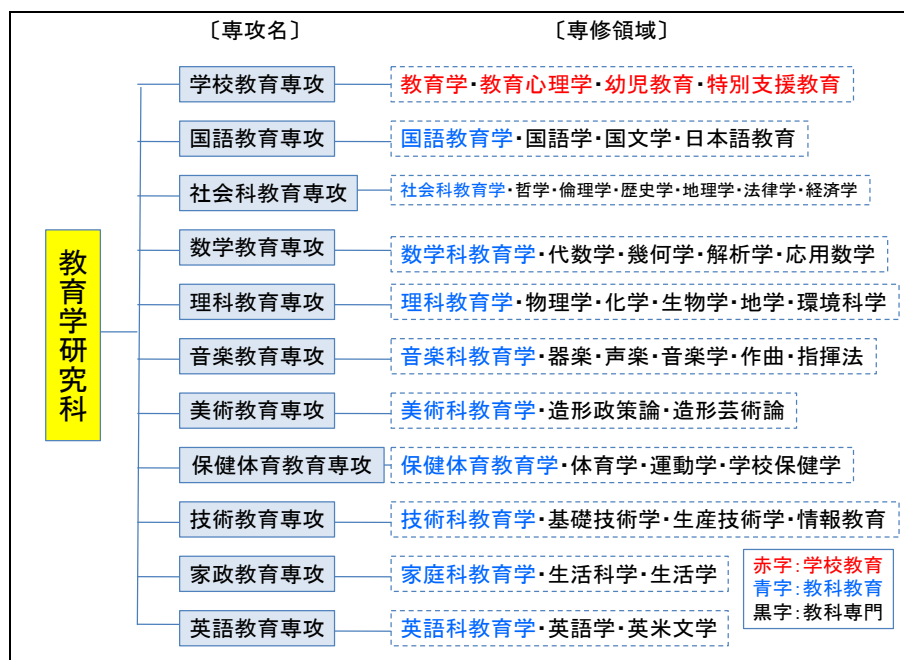 〔専攻名〕 〔専修領域〕
学校教育専攻 教育学・教育心理学・幼児教育・特別支援教育
国語教育専攻 国語教育学・国語学・国文学・日本語教育
社会科教育専攻 社会科教育学・哲学・倫理学・歴史学・地理学・法律学・経済学
数学教育専攻 数学科教育学・代数学・幾何学・解析学・応用数学
教育学研究科
理科教育専攻 理科教育学・物理学・化学・生物学・地学・環境科学
音楽教育専攻 音楽科教育学・器楽・声楽・音楽学・作曲・指揮法
美術教育専攻 美術科教育学・造形政策論・造形芸術論
保健体育教育専攻 保健体育教育学・体育学・運動学・学校保健学
技術教育専攻 技術科教育学・基礎技術学・生産技術学・情報教育
家政教育専攻 家庭科教育学・生活科学・生活学
英語教育専攻 英語科教育学・英語学・英米文学
赤字：学校教育
青字：教科教育
黒字：教科専門